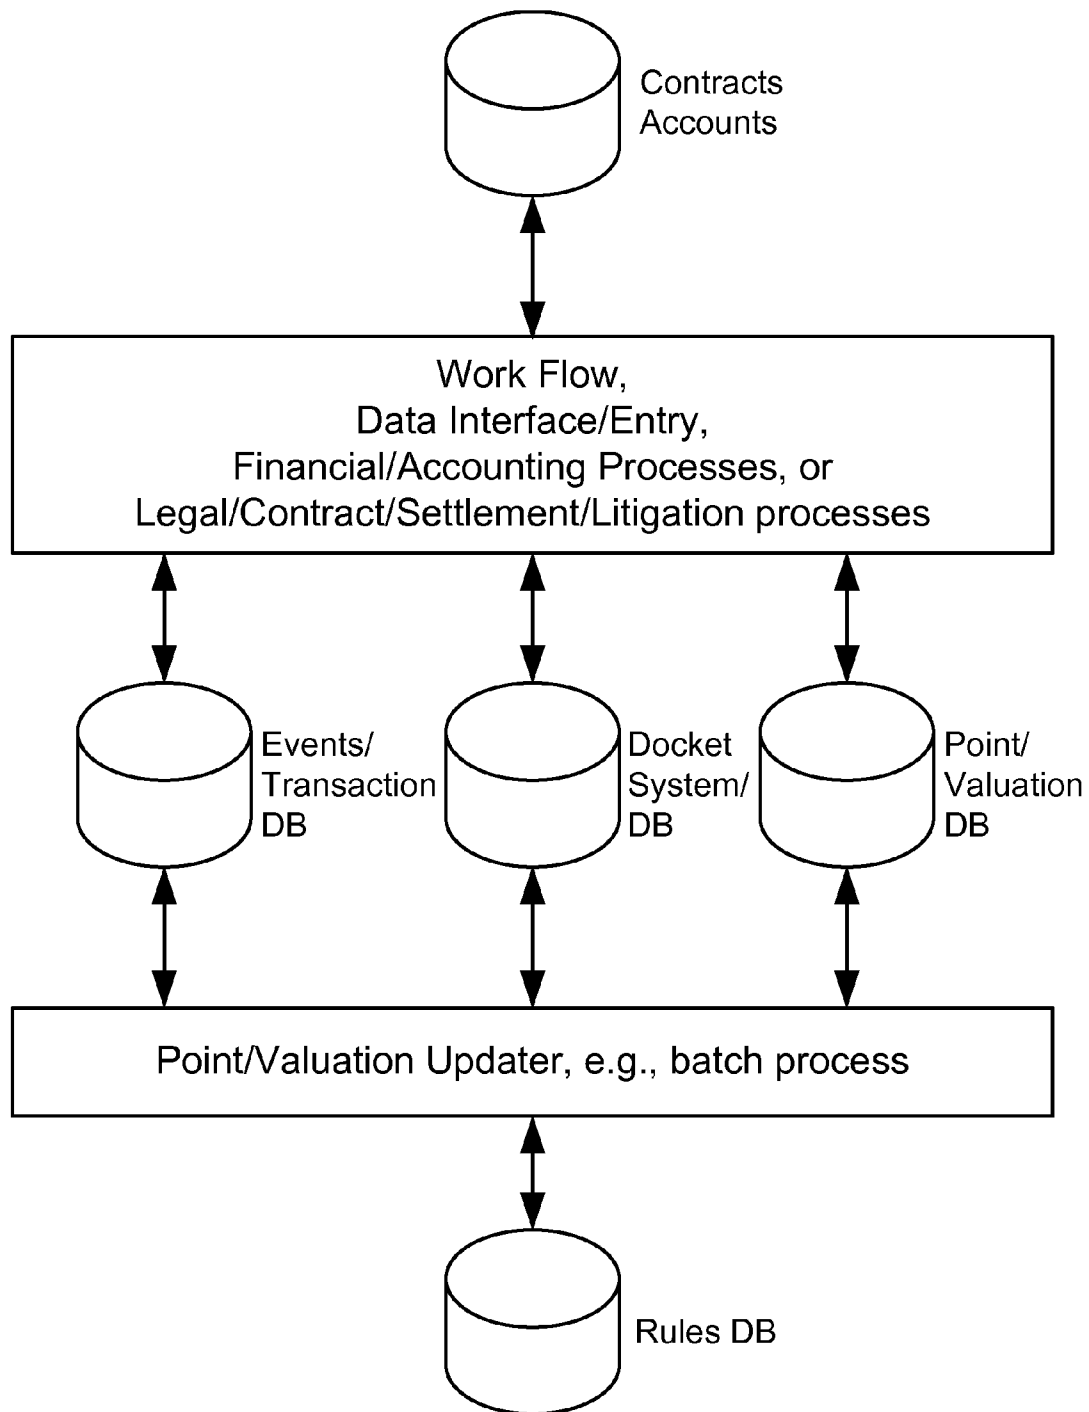 Contracts
Accounts
Work Flow,
Data Interface/Entry,
Financial/Accounting Processes, or
Legal/Contract/Settlement/Litigation processes
Events/
Transaction
DB
Docket
System/
DB
Point/
Valuation
DB
Point/Valuation Updater, e.g., batch process
Rules DB